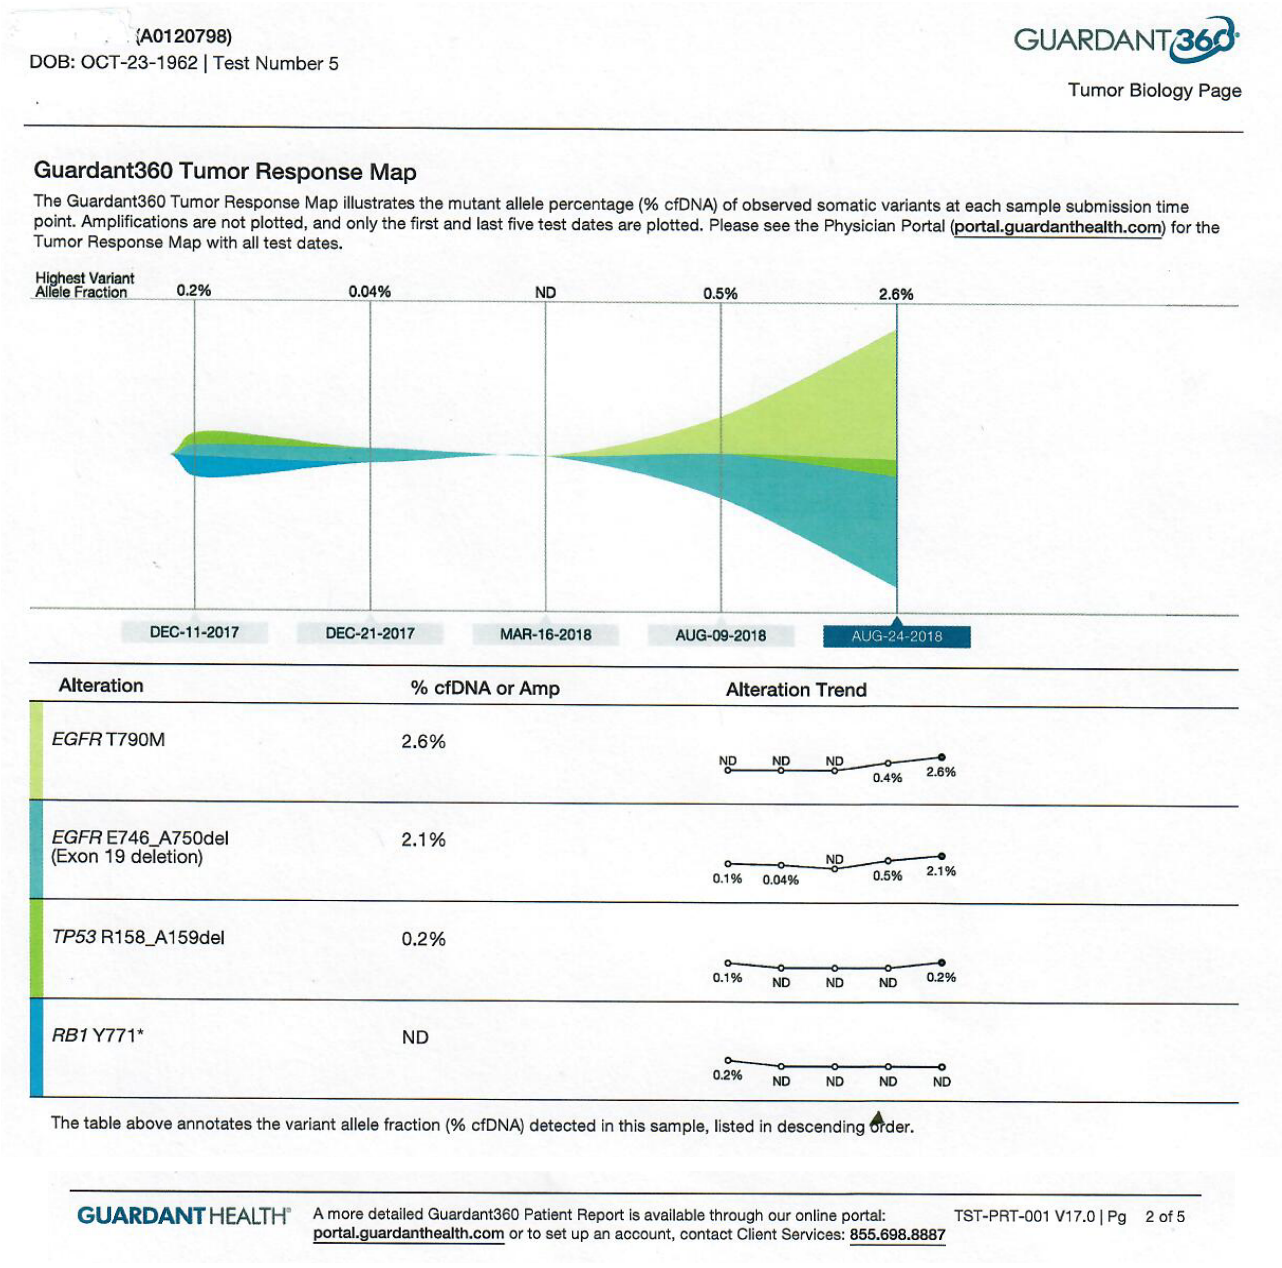 (A0120798)
GUARDANT360
DOB: OCT-23-1962 | Test Number 5
Tumor Biology Page
Guardant360 Tumor Response Map
The Guardant360 Tumor Response Map illustrates the mutant allele percentage (% cfDNA) of observed somatic variants at each sample submission time
point. Amplifications are not plotted, and only the first and last five test dates are plotted. Please see the Physician Portal (portal.guardanthealth.com) for the
Tumor Response Map with all test dates.
Highest Variant
Allele Fraction 0.2% 0.04% ND 0.5% 2.6%
DEC-11-2017 DEC-21-2017 MAR-16-2018 AUG-09-2018 AUG-24-2018
Alteration % cfDNA or Amp Alteration Trend
EGFR T790M 2.6%
ND ND ND 0.4% 2.6%
EGFR E746_A750del 2.1%
(Exon 19 deletion)
0.1% 0.04% ND 0.5% 2.1%
TP53 R158_A159del 0.2%
0.1% ND ND ND 0.2%
RB1 Y771* ND
0.2% ND ND ND ND
The table above annotates the variant allele fraction (% cfDNA) detected in this sample, listed in descending order.
GUARDANT HEALTH® A more detailed Guardant360 Patient Report is available through our online portal: TST-PRT-001 V17.0 | Pg 2 of 5
portal.guardanthealth.com or to set up an account, contact Client Services: 855.698.8887